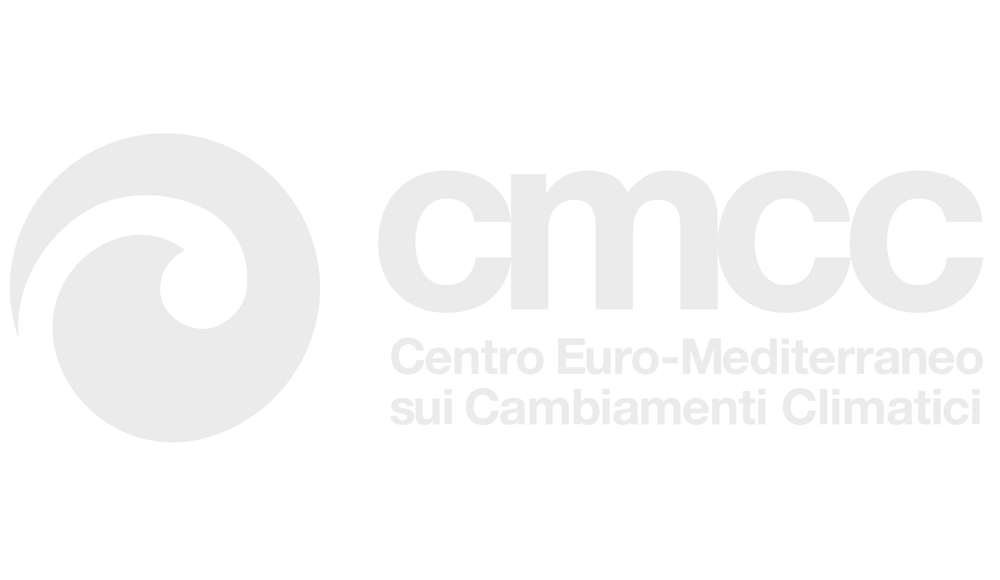 cmcc
Centro Euro-Mediterraneo
sui Cambiamenti Climatici